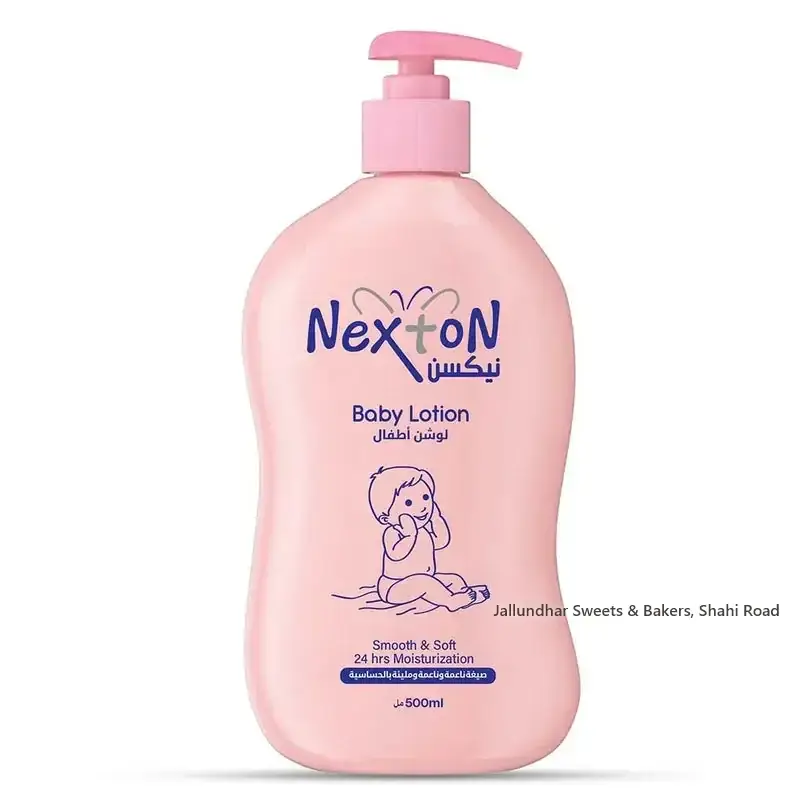 NextoN
نيكسن
Baby Lotion
لوشن أطفال
Jallundhar Sweets & Bakers, Shahi Road
Smooth & Soft
24 hrs Moisturization
صيغة ناعمة وناعمة ومليئة بالحساسية
500ml مل